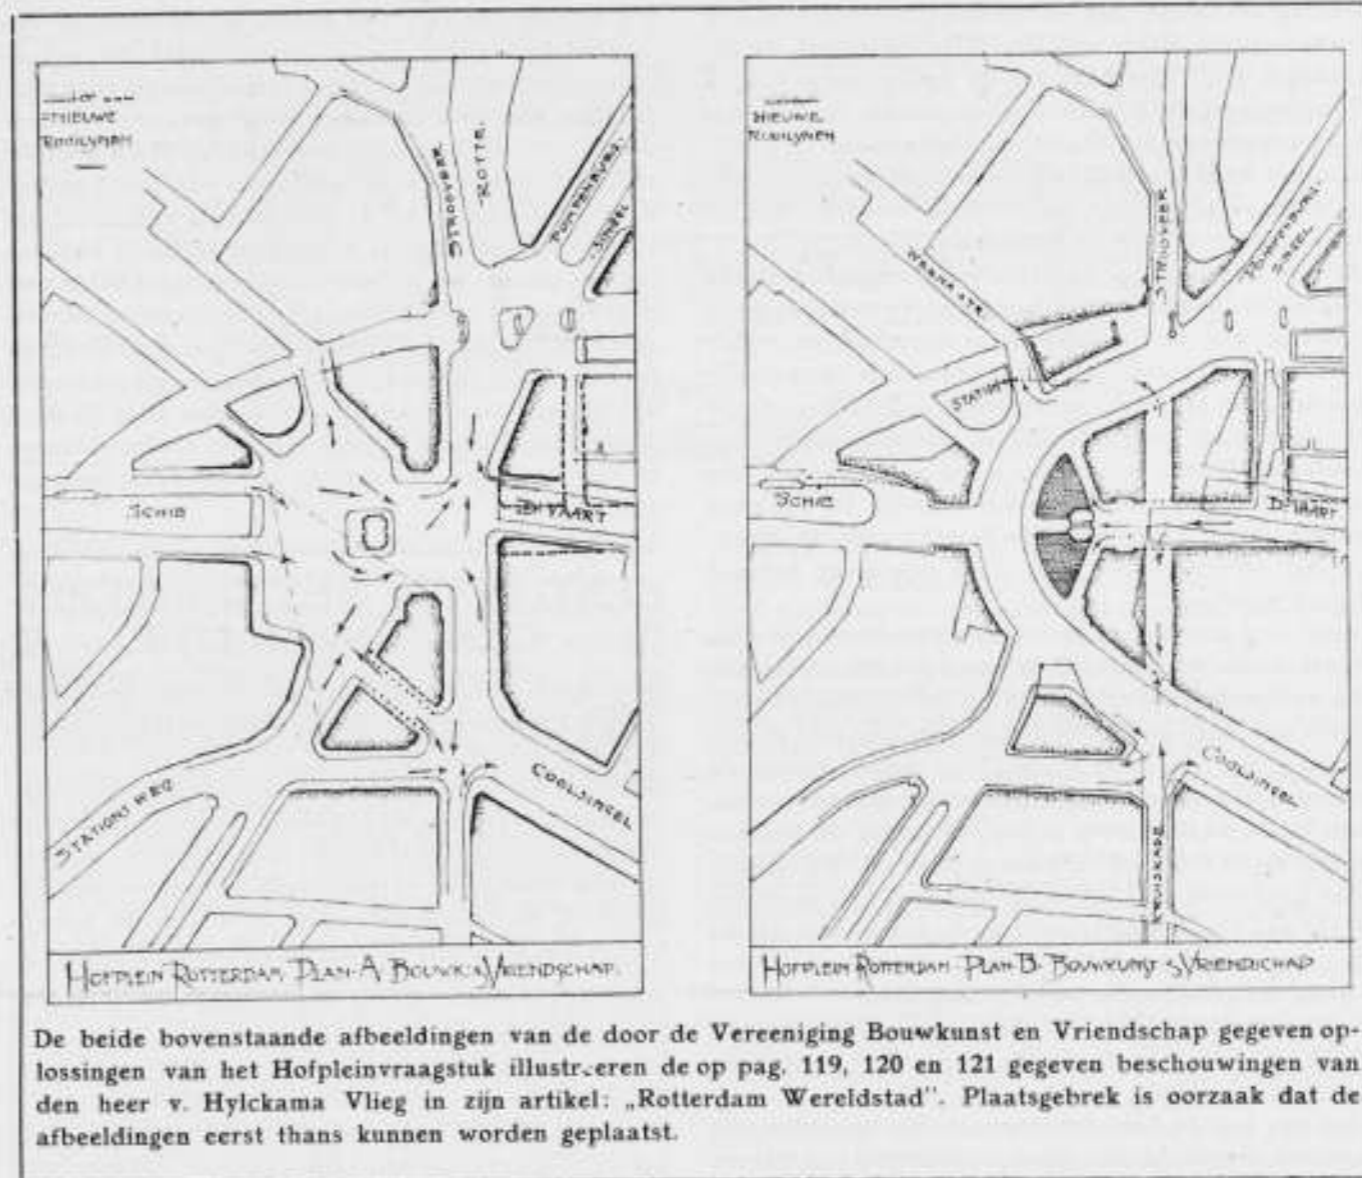 NIEUWE
ROOILYNEN
STROOVEER
ROTTE.
POMPENBURG.
SINGEL
SCHIE
VAART
STATIONS WEG
COOLSINGEL
HOFPLEIN ROTTERDAM PLAN-A BOUWK. & VRIENDSCHAP.
NIEUWE
ROOILYNEN
STROOVEER
POMPENBURG-
SINGEL
STATION
SCHIE
VAART
COOLSINGEL
KRUISKADE
HOFPLEIN ROTTERDAM PLAN-B. BOUWKUNST & VRIENDSCHAP
De beide bovenstaande afbeeldingen van de door de Vereeniging Bouwkunst en Vriendschap gegeven op-
lossingen van het Hofpleinvraagstuk illustreeren de op pag. 119, 120 en 121 gegeven beschouwingen van
den heer v. Hylckama Vlieg in zijn artikel: „Rotterdam Wereldstad". Plaatsgebrek is oorzaak dat de
afbeeldingen eerst thans kunnen worden geplaatst.